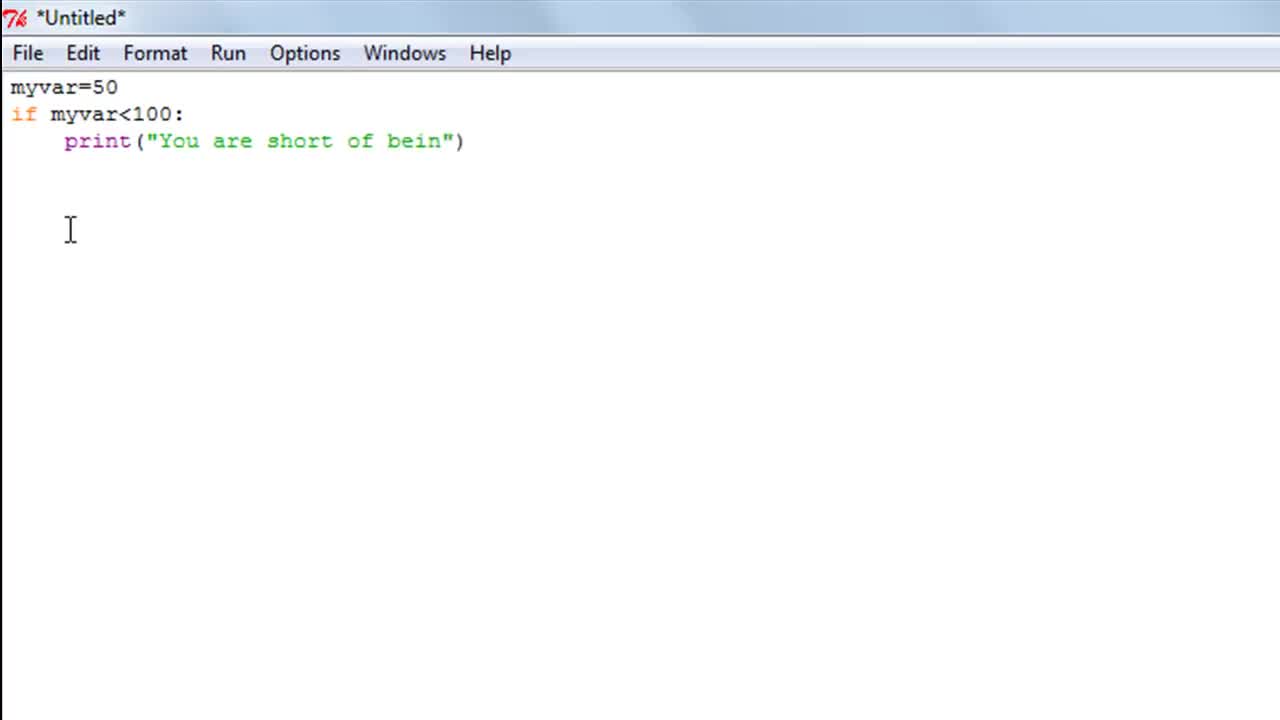 *Untitled*
File Edit Format Run Options Windows Help
myvar=50
if myvar<100:
    print("You are short of bein")